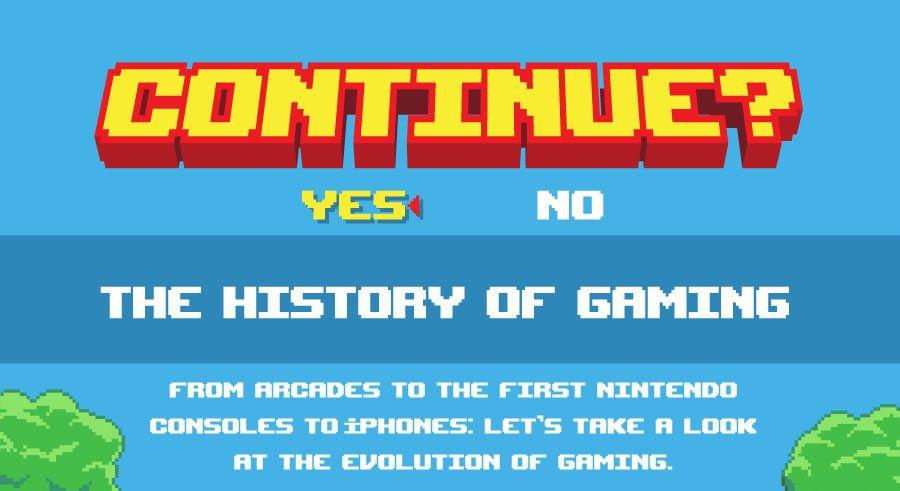 CONTINUE?
YES NO
THE HISTORY OF GAMING
FROM ARCADES TO THE FIRST NINTENDO
CONSOLES TO iPHONES: LET'S TAKE A LOOK
AT THE EVOLUTION OF GAMING.